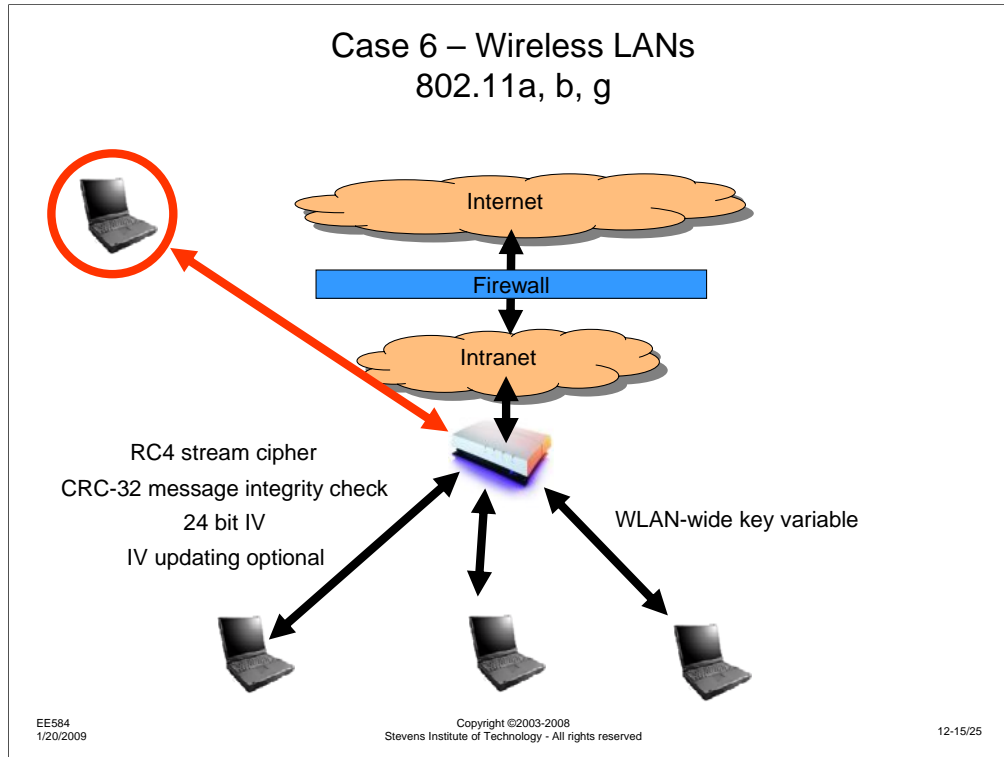 Case 6 – Wireless LANs
802.11a, b, g
Internet
Firewall
Intranet
RC4 stream cipher
CRC-32 message integrity check
24 bit IV
IV updating optional
WLAN-wide key variable
EE584
1/20/2009
Copyright ©2003-2008
Stevens Institute of Technology - All rights reserved
12-15/25